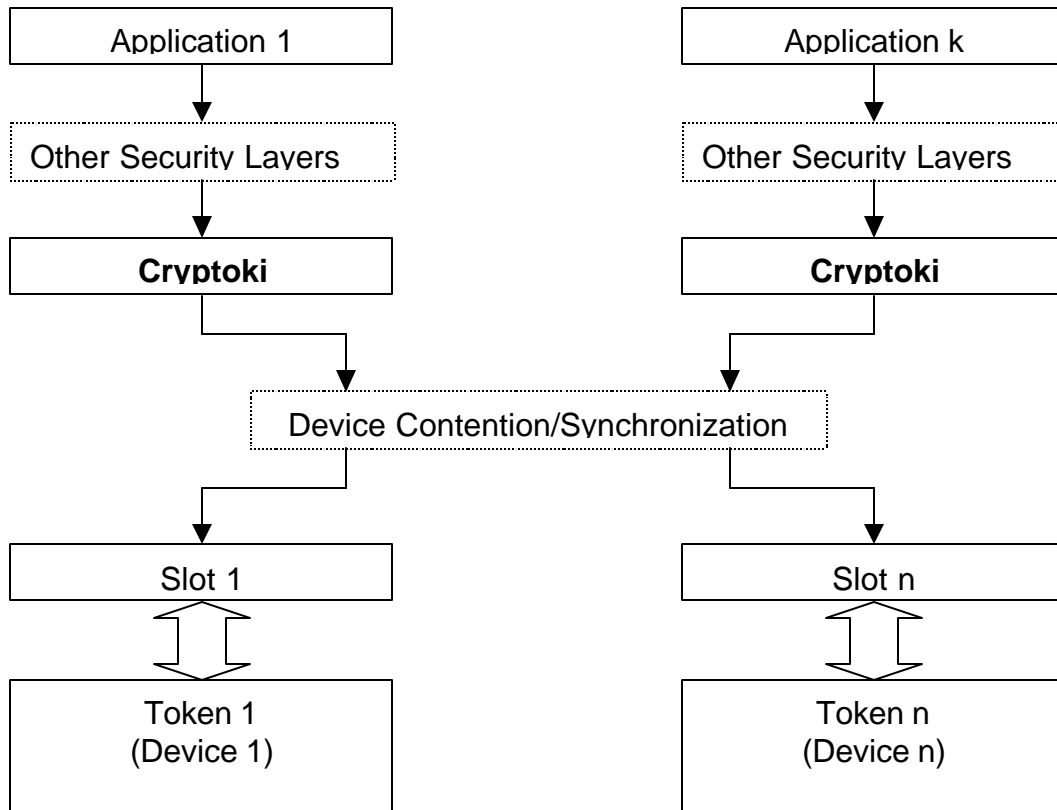 Application 1
Application k
Other Security Layers
Other Security Layers
Cryptoki
Cryptoki
Device Contention/Synchronization
Slot 1
Slot n
Token 1
(Device 1)
Token n
(Device n)